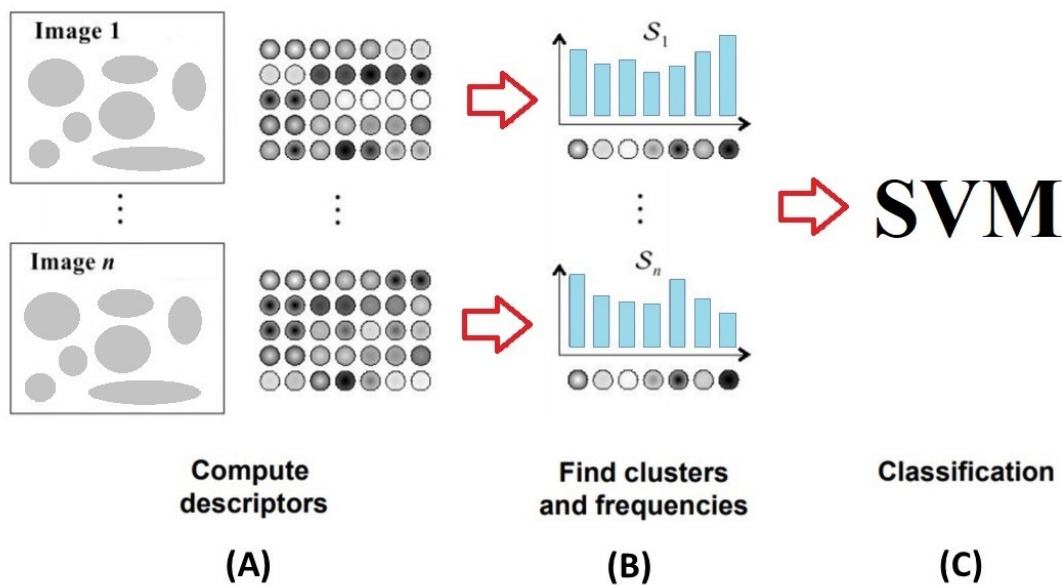 Image 1
S1
SVM
Image n
Sn
Compute
descriptors
Find clusters
and frequencies
Classification
(A)
(B)
(C)